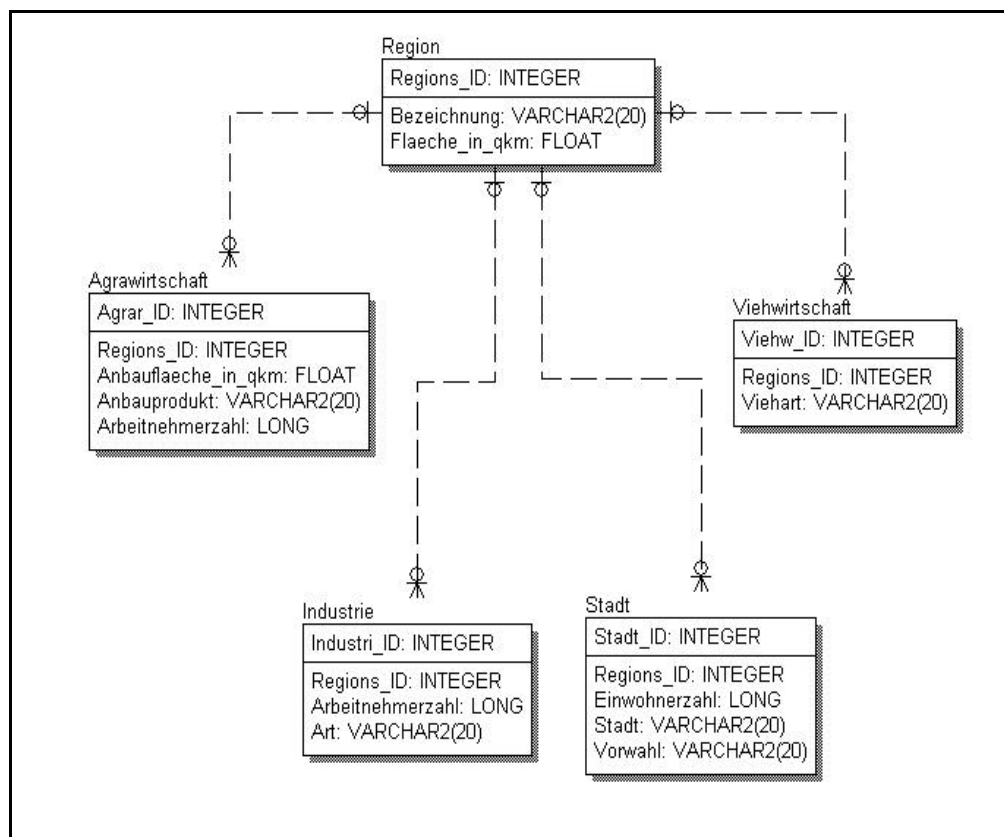 Region
Regions_ID: INTEGER
Bezeichnung: VARCHAR2(20)
Flaeche_in_qkm: FLOAT
Agrawirtschaft
Agrar_ID: INTEGER
Regions_ID: INTEGER
Anbauflaeche_in_qkm: FLOAT
Anbauprodukt: VARCHAR2(20)
Arbeitnehmerzahl: LONG
Viehwirtschaft
Viehw_ID: INTEGER
Regions_ID: INTEGER
Viehart: VARCHAR2(20)
Industrie
Industri_ID: INTEGER
Regions_ID: INTEGER
Arbeitnehmerzahl: LONG
Art: VARCHAR2(20)
Stadt
Stadt_ID: INTEGER
Regions_ID: INTEGER
Einwohnerzahl: LONG
Stadt: VARCHAR2(20)
Vorwahl: VARCHAR2(20)